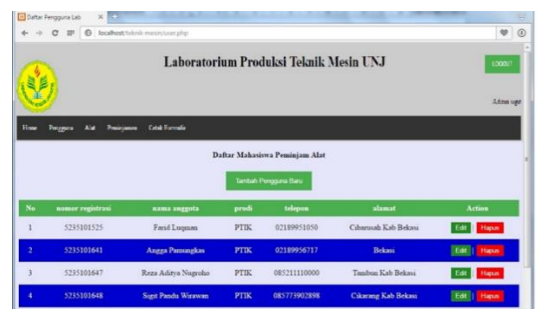 Daftar Pengguna Lab
localhost/teknik-mesin/user.php
Laboratorium Produksi Teknik Mesin UNJ
LOGOUT
Admin
Home Pengguna Alat Peminjaman Cetak Formulir
Daftar Mahasiswa Peminjam Alat
Tambah Pengguna Baru
No nomor registrasi nama anggota prodi telepon alamat Action
1 5235101525 Farid Luqman PTIK 02189951050 Cibarusah Kab Bekasi Edit | Hapus
2 5235101641 Angga Pamungkas PTIK 02189956717 Bekasi Edit | Hapus
3 5235101647 Reza Aditya Nugroho PTIK 085211110000 Tambun Kab Bekasi Edit | Hapus
4 5235101648 Sigit Pandu Wirawan PTIK 085773902898 Cikarang Kab Bekasi Edit | Hapus